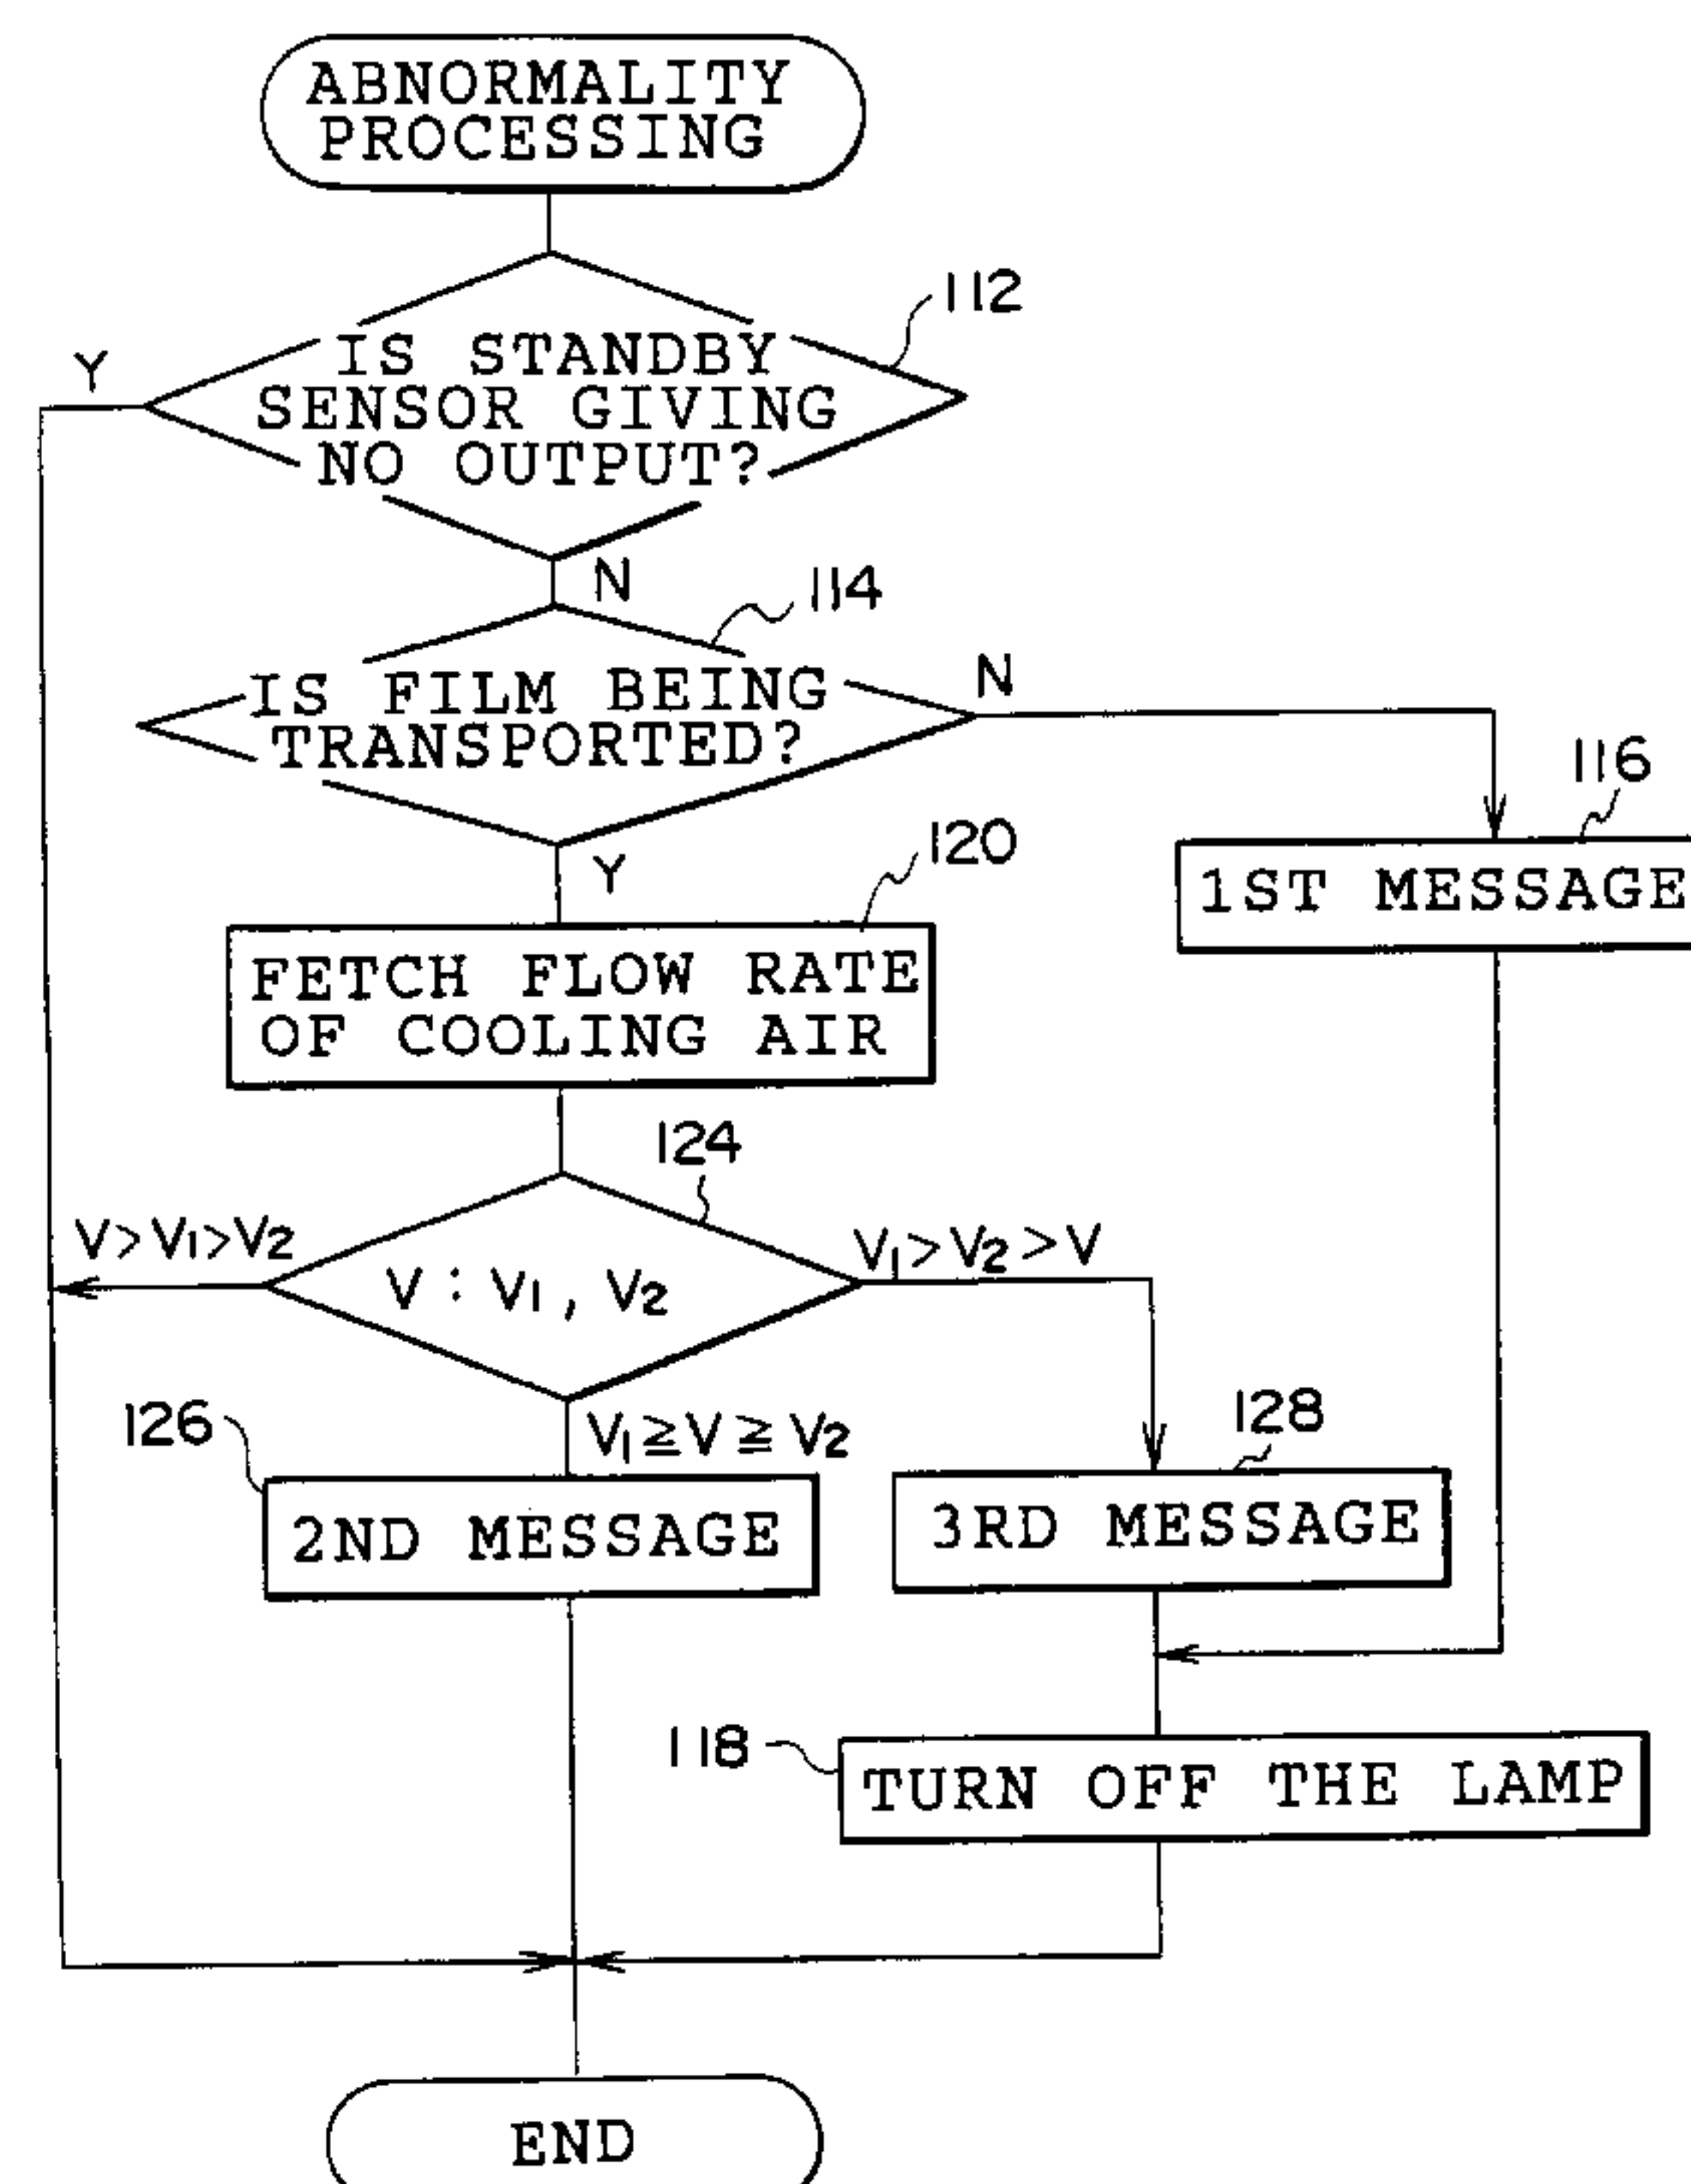 ABNORMALITY
PROCESSING
112
IS STANDBY
SENSOR GIVING
NO OUTPUT?
Y
N
114
IS FILM BEING
TRANSPORTED?
N
116
1ST MESSAGE
Y
120
FETCH FLOW RATE
OF COOLING AIR
124
V>V₁>V₂
V : V₁, V₂
V₁>V₂>V
126
V₁≧V≧V₂
128
2ND MESSAGE
3RD MESSAGE
118
TURN OFF THE LAMP
END